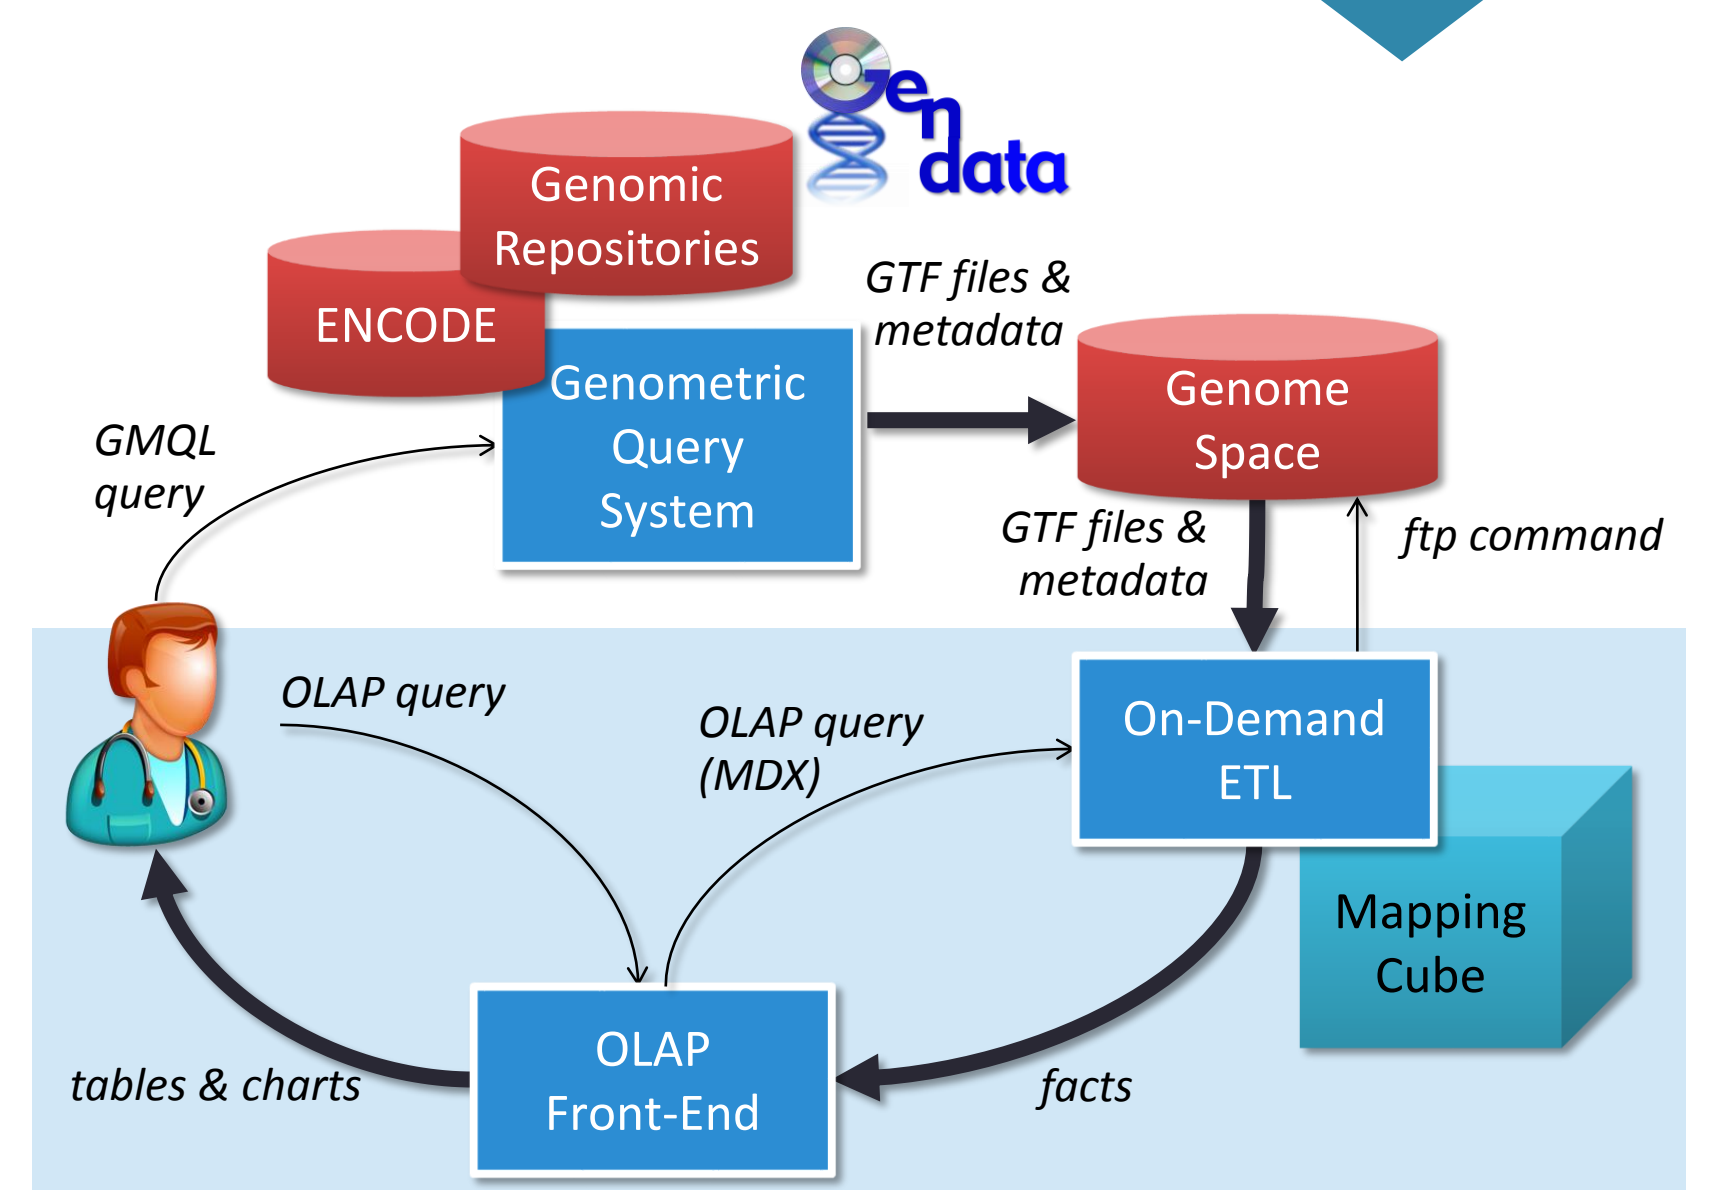 Gen
data
Genomic
Repositories
ENCODE
GTF files &
metadata
Genometric
Query
System
Genome
Space
GMQL
query
GTF files &
metadata
ftp command
OLAP query
OLAP query
(MDX)
On-Demand
ETL
Mapping
Cube
OLAP
Front-End
tables & charts
facts